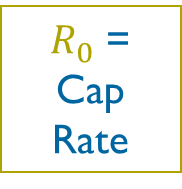 R₀ =
Cap
Rate